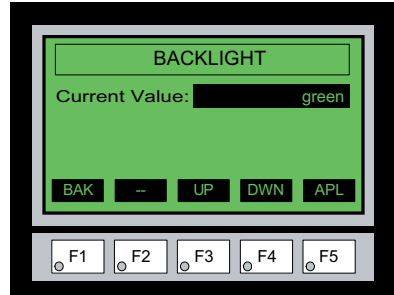 BACKLIGHT
Current Value: green
BAK -- UP DWN APL
F1 F2 F3 F4 F5